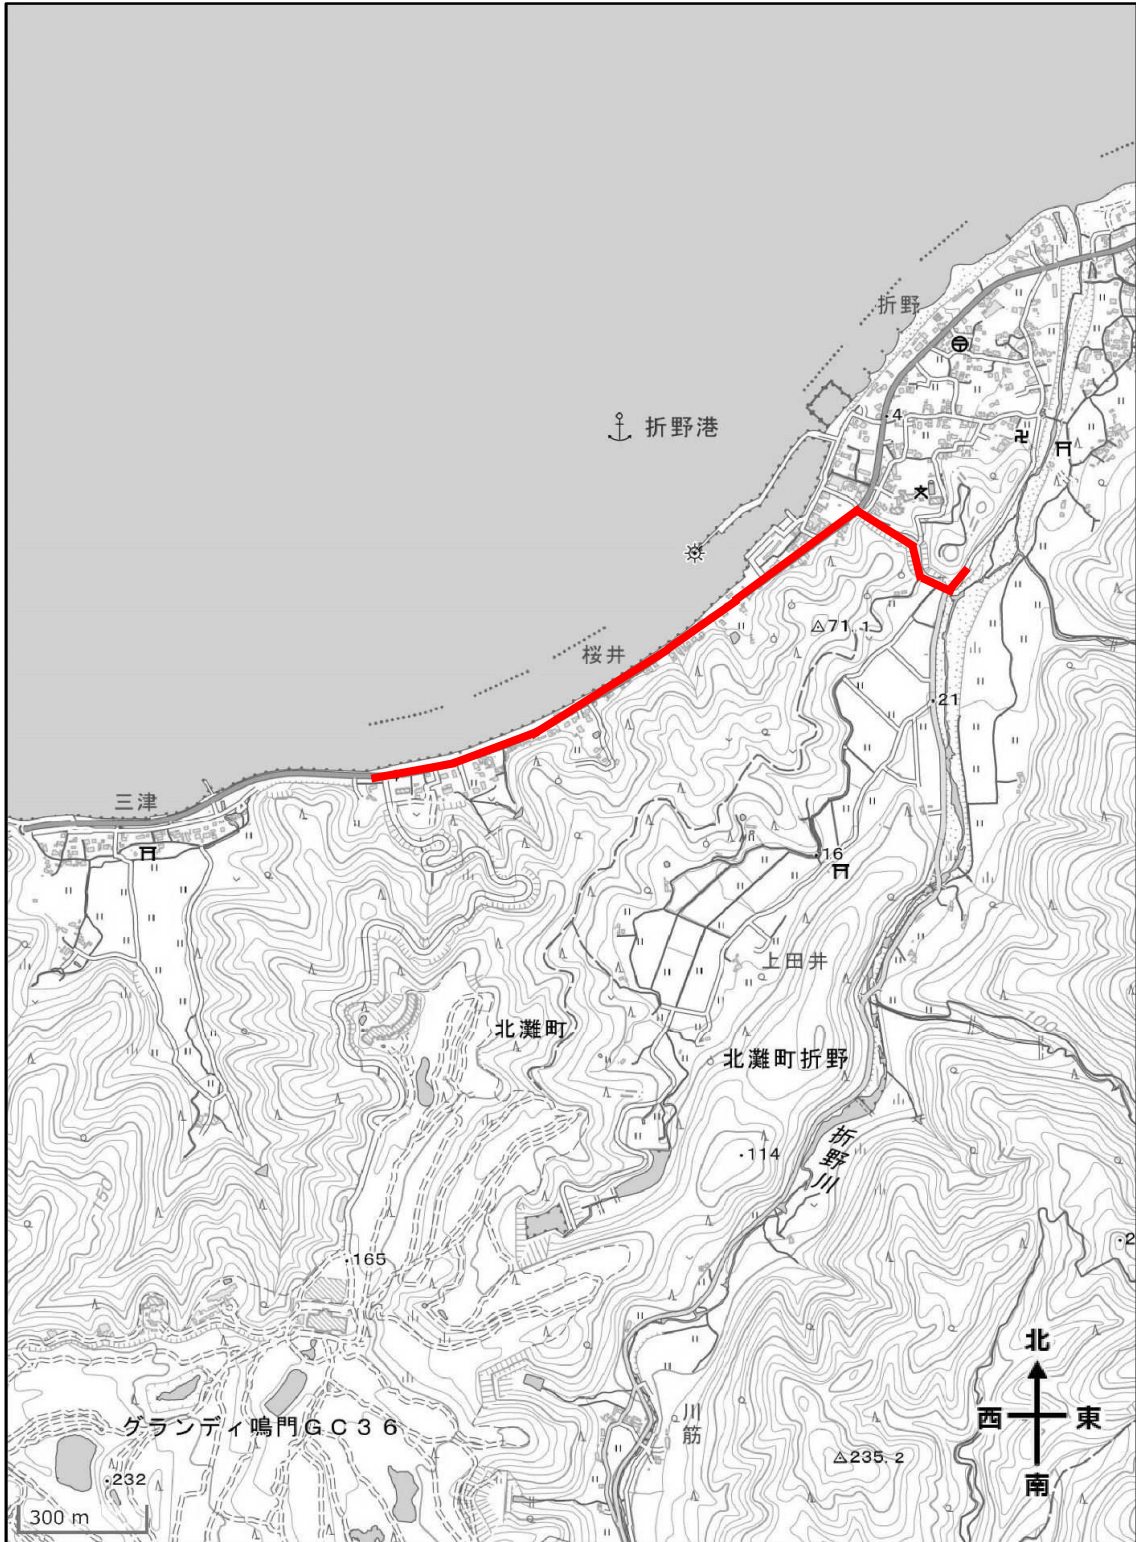 折野
4
折野港
71.1
桜井
21
三津
16
上田井
100
北灘町
北灘町折野
150
114
折野川
165
北
西
東
南
川筋
グランディ鳴門GC36
235.2
232
300 m